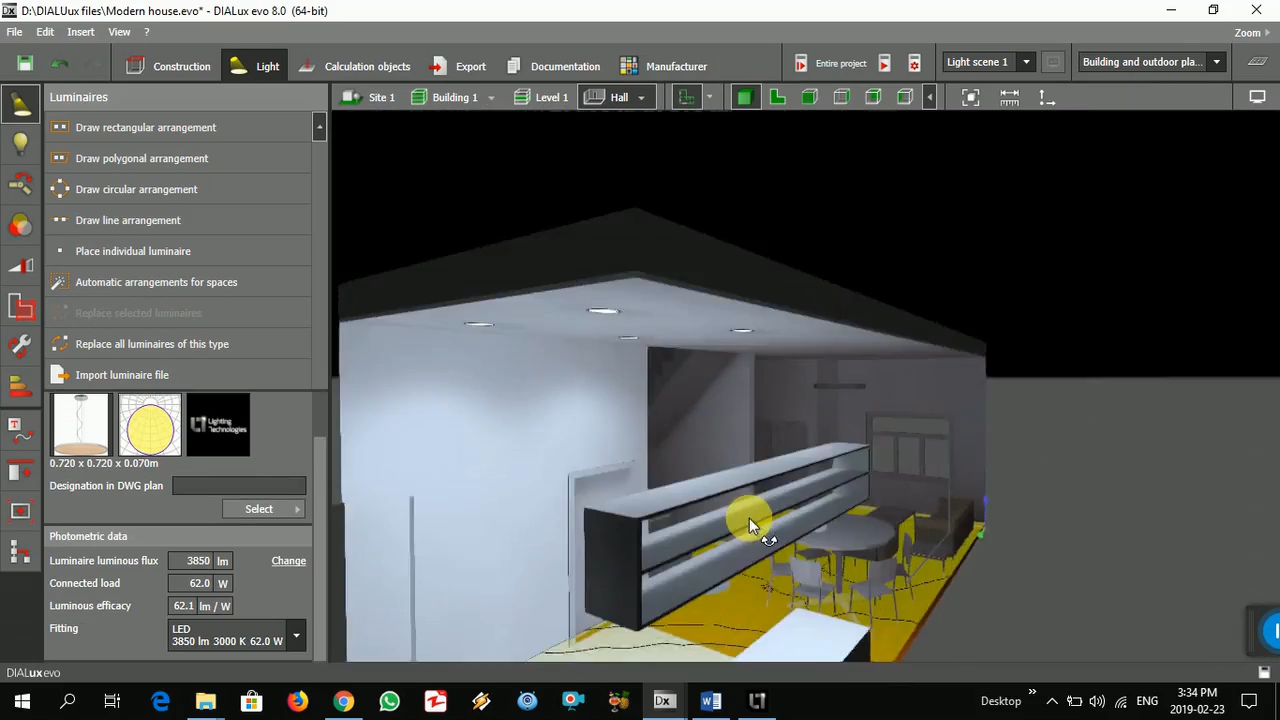 D:\DIALUux files\Modern house.evo* - DIALux evo 8.0 (64-bit)
File Edit Insert View ? Zoom
Construction Light Calculation objects Export Documentation Manufacturer Entire project Light scene 1 Building and outdoor pla...
Luminaires Site 1 Building 1 Level 1 Hall
Draw rectangular arrangement
Draw polygonal arrangement
Draw circular arrangement
Draw line arrangement
Place individual luminaire
Automatic arrangements for spaces
Replace selected luminaires
Replace all luminaires of this type
Import luminaire file
Lighting Technologies
0.720 x 0.720 x 0.070m
Designation in DWG plan
Select
Photometric data
Luminaire luminous flux 3850 lm Change
Connected load 62.0 W
Luminous efficacy 62.1 lm / W
Fitting LED
3850 lm 3000 K 62.0 W
DIALux evo
Desktop ENG 3:34 PM
2019-02-23